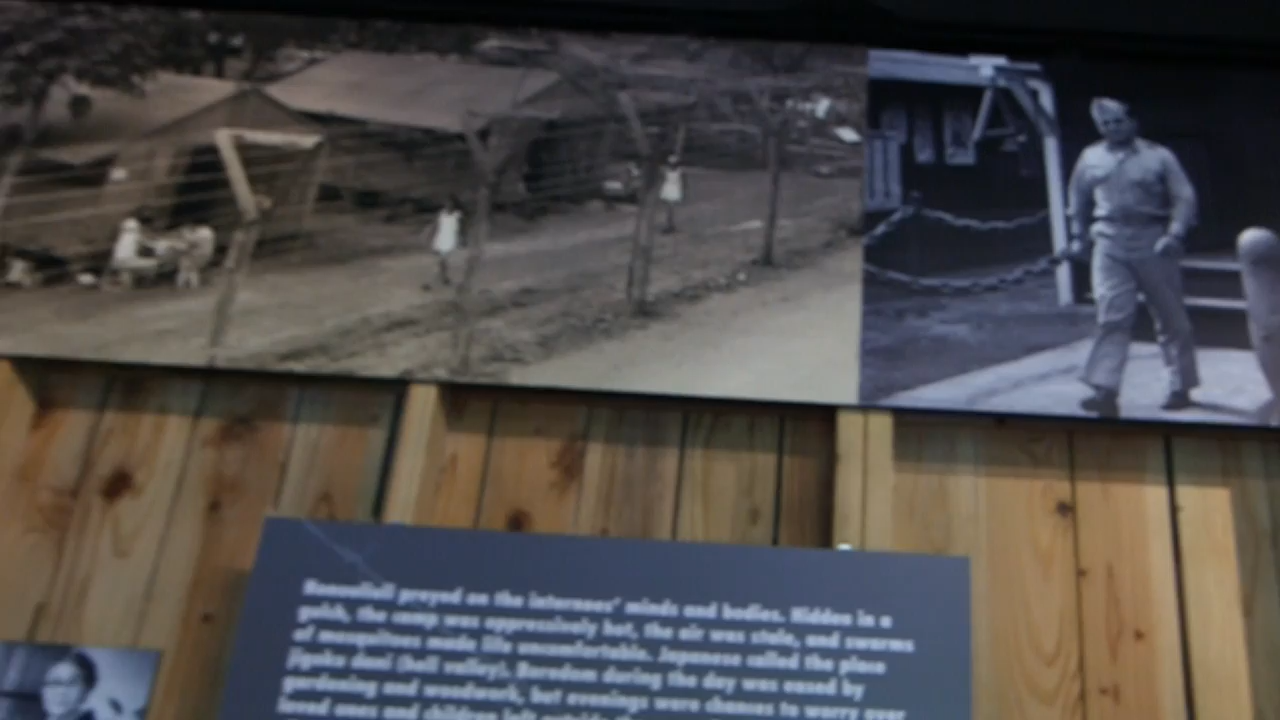 Honouliuli preyed on the internees' minds and bodies. Hidden in a
gulch, the camp was oppressively hot, the air was stale, and swarms
of mosquitoes made life uncomfortable. Japanese called the place
jigoku dani (hell valley). Boredom during the day was eased by
gardening and woodwork, but evenings were chances to worry over
loved ones and children left outside